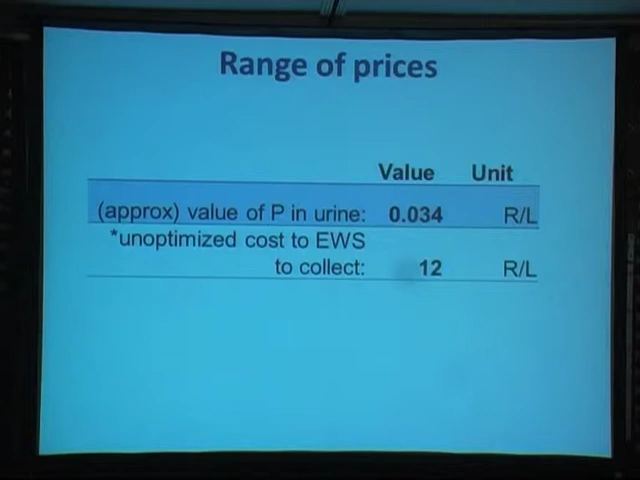 Range of prices
Value Unit
(approx) value of P in urine: 0.034 R/L
*unoptimized cost to EWS
to collect: 12 R/L